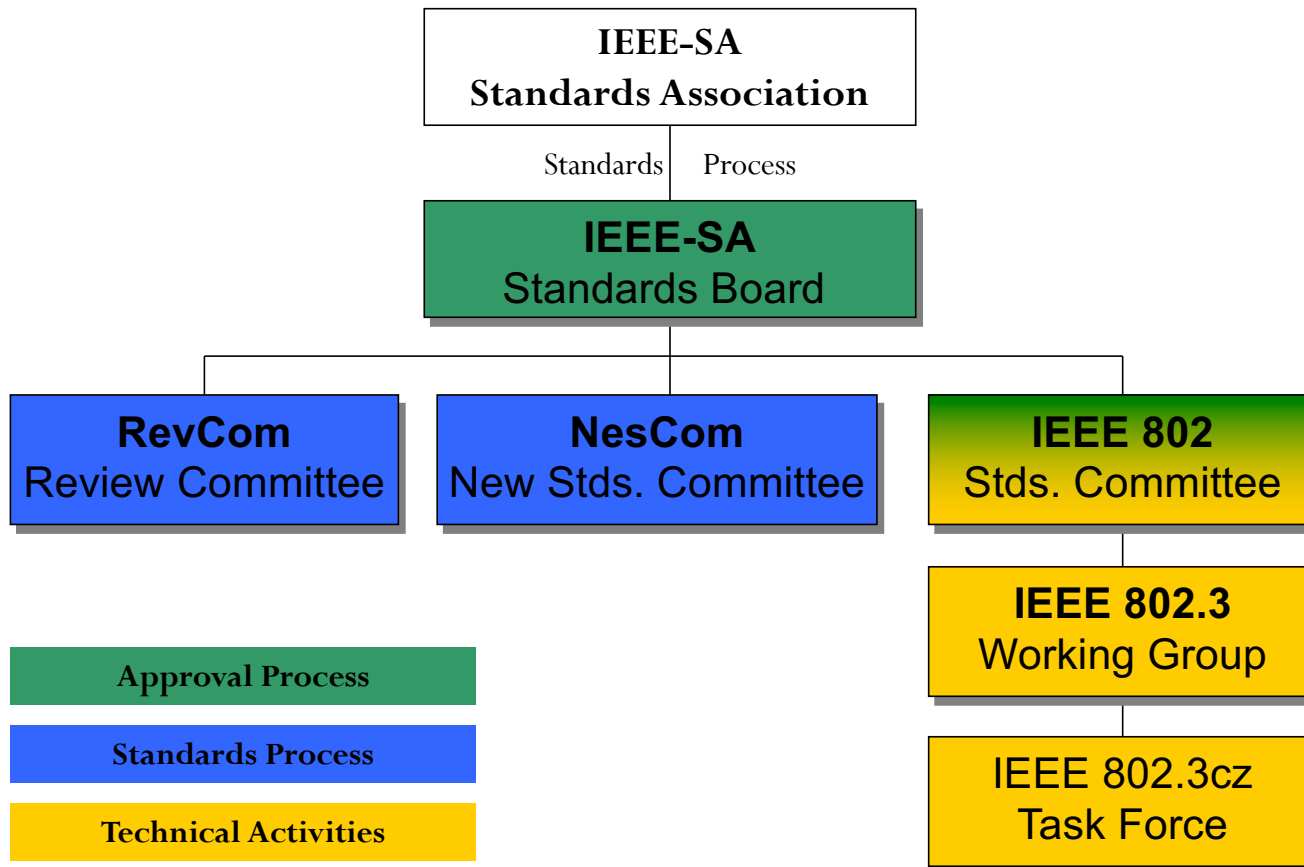 IEEE-SA
Standards Association
Standards Process
IEEE-SA
Standards Board
RevCom
Review Committee
NesCom
New Stds. Committee
IEEE 802
Stds. Committee
IEEE 802.3
Working Group
IEEE 802.3cz
Task Force
Approval Process
Standards Process
Technical Activities